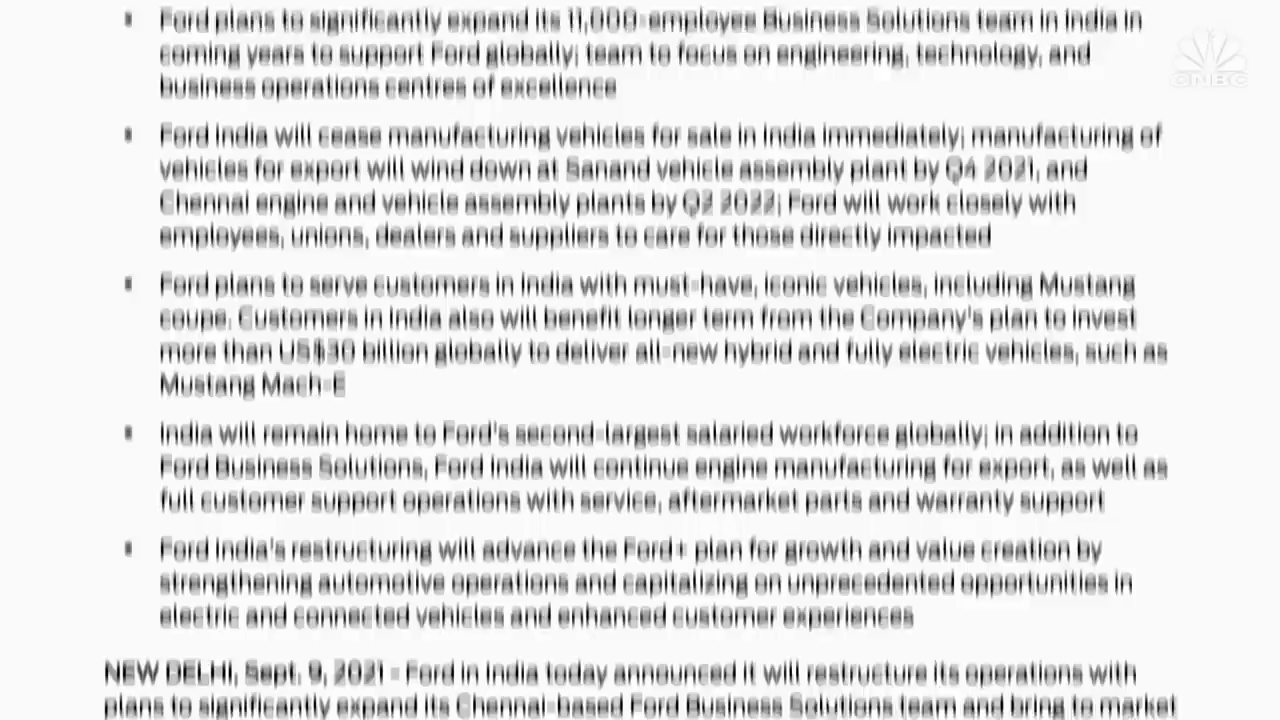 Ford plans to significantly expand its 11,000-employee Business Solutions team in India in
coming years to support Ford globally; team to focus on engineering, technology, and
business operations centres of excellence
CNBC
Ford India will cease manufacturing vehicles for sale in India immediately; manufacturing of
vehicles for export will wind down at Sanand vehicle assembly plant by Q4 2021, and
Chennai engine and vehicle assembly plants by Q2 2022; Ford will work closely with
employees, unions, dealers and suppliers to care for those directly impacted
Ford plans to serve customers in India with must-have, iconic vehicles, including Mustang
coupe. Customers in India also will benefit longer term from the Company's plan to invest
more than US$30 billion globally to deliver all-new hybrid and fully electric vehicles, such as
Mustang Mach-E
India will remain home to Ford's second-largest salaried workforce globally; in addition to
Ford Business Solutions, Ford India will continue engine manufacturing for export, as well as
full customer support operations with service, aftermarket parts and warranty support
Ford India's restructuring will advance the Ford+ plan for growth and value creation by
strengthening automotive operations and capitalizing on unprecedented opportunities in
electric and connected vehicles and enhanced customer experiences
NEW DELHI, Sept. 9, 2021 - Ford in India today announced it will restructure its operations with
plans to significantly expand its Chennai-based Ford Business Solutions team and bring to market